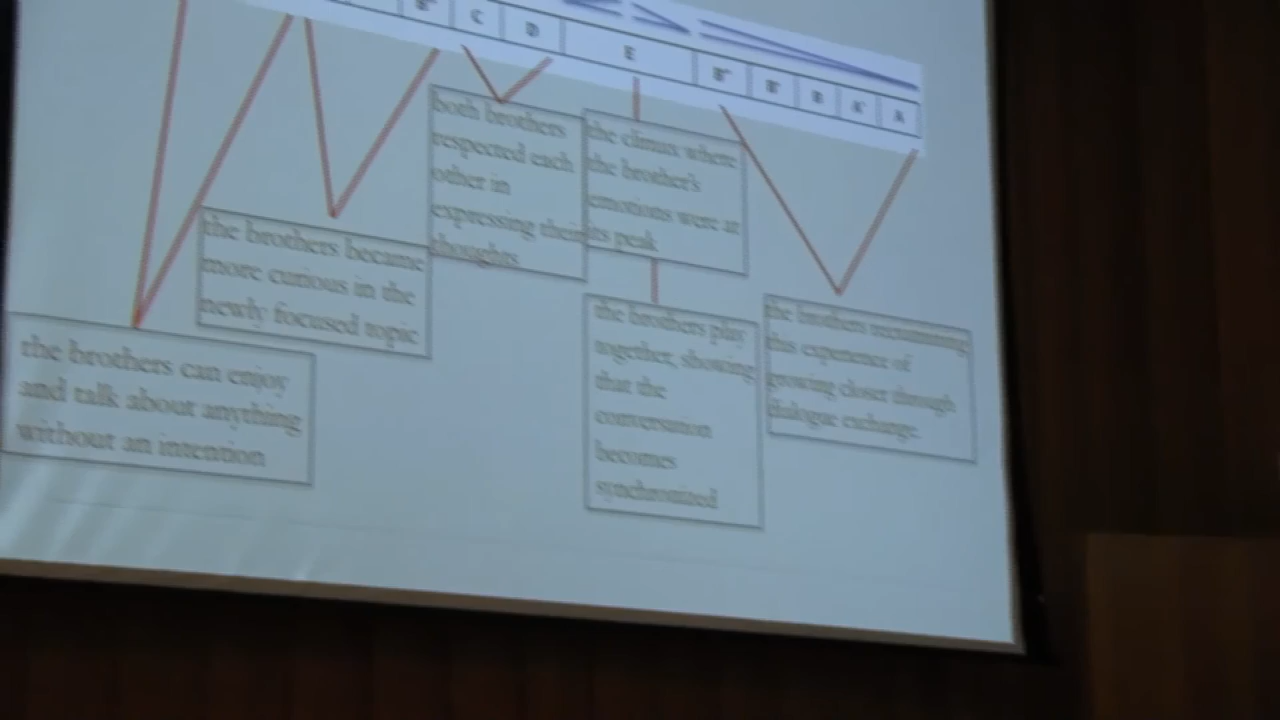 C D E B" B' B A' A
both brothers
respected each
other in
expressing their
thoughts
the climax where
the brother's
emotions were at
its peak
the brothers became
more curious in the
newly focused topic
the brothers can enjoy
and talk about anything
without an intention
the brothers play
together, showing
that the
conversation
becomes
synchronized
the brothers reminiscing
this experience of
growing closer through
dialogue exchange.